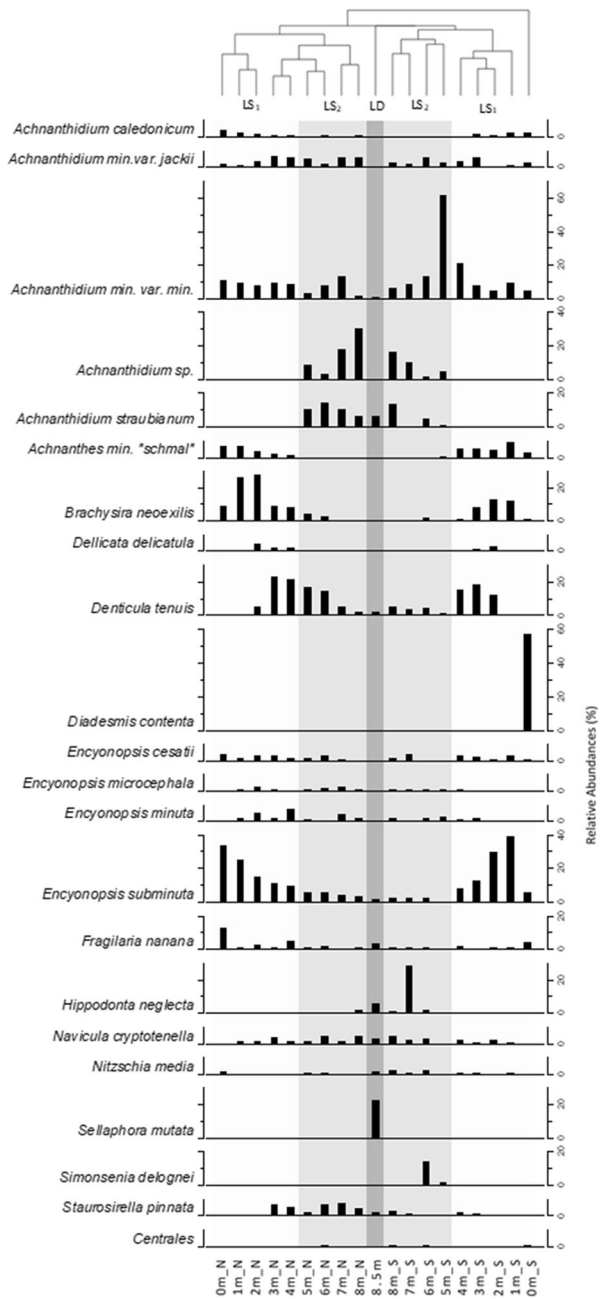 LS₁ LS₂ LD LS₂ LS₁
Achnanthidium caledonicum 0
Achnanthidium min.var. jackii 0
Achnanthidium min. var. min. 0 20 40 60
Achnanthidium sp. 0 20 40
Achnanthidium straubianum 0 20
Achnanthes min. "schmal" 0
Brachysira neoexilis 0 20
Dellicata delicatula 0
Denticula tenuis 0 20
Diadesmis contenta 0 20 40 60
Encyonopsis cesatii 0
Encyonopsis microcephala 0
Encyonopsis minuta 0
Encyonopsis subminuta 0 20 40
Fragilaria nanana 0 20
Hippodonta neglecta 0 20
Navicula cryptotenella 0
Nitzschia media 0
Sellaphora mutata 0 20
Simonsenia delognei 0 20
Staurosirella pinnata 0
Centrales 0
0m_N 1m_N 2m_N 3m_N 4m_N 5m_N 6m_N 7m_N 8m_N 8.5m 8m_S 7m_S 6m_S 5m_S 4m_S 3m_S 2m_S 1m_S 0m_S
Relative Abundances (%)